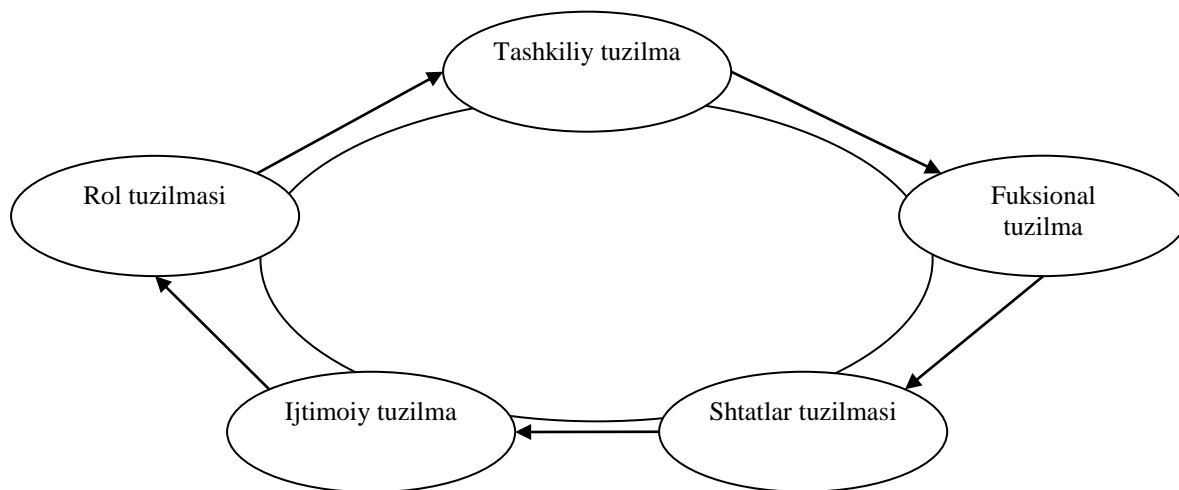 Tashkiliy tuzilma
Rol tuzilmasi
Fuksional
tuzilma
Ijtimoiy tuzilma
Shtatlar tuzilmasi